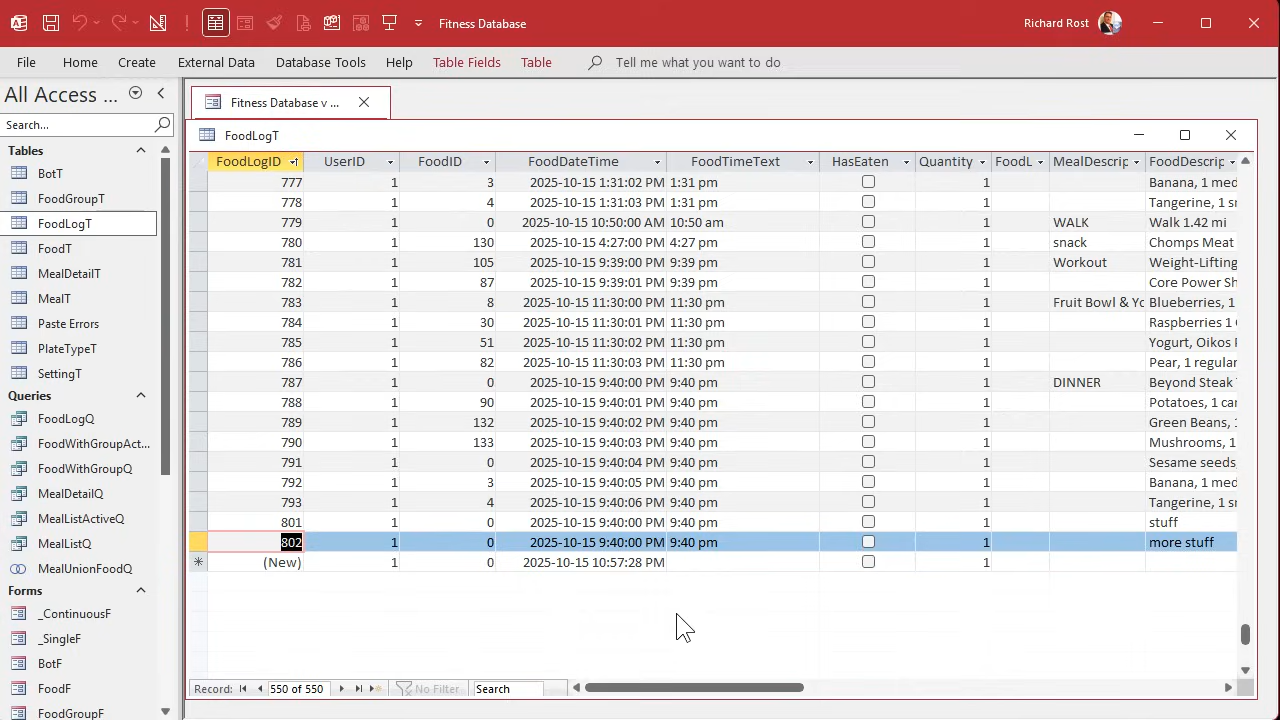 Fitness Database
Richard Rost
File Home Create External Data Database Tools Help Table Fields Table Tell me what you want to do
All Access ...
Search...
Tables
BotT
FoodGroupT
FoodLogT
FoodT
MealDetailT
MealT
Paste Errors
PlateTypeT
SettingT
Queries
FoodLogQ
FoodWithGroupAct...
FoodWithGroupQ
MealDetailQ
MealListActiveQ
MealListQ
MealUnionFoodQ
Forms
_ContinuousF
_SingleF
BotF
FoodF
FoodGroupF
Fitness Database v ...
FoodLogT
FoodLogID UserID FoodID FoodDateTime FoodTimeText HasEaten Quantity FoodL MealDescrip FoodDescrip
777 1 3 2025-10-15 1:31:02 PM 1:31 pm 1 Banana, 1 med
778 1 4 2025-10-15 1:31:03 PM 1:31 pm 1 Tangerine, 1 sr
779 1 0 2025-10-15 10:50:00 AM 10:50 am 1 WALK Walk 1.42 mi
780 1 130 2025-10-15 4:27:00 PM 4:27 pm 1 snack Chomps Meat
781 1 105 2025-10-15 9:39:00 PM 9:39 pm 1 Workout Weight-Lifting
782 1 87 2025-10-15 9:39:01 PM 9:39 pm 1 Core Power Sh
783 1 8 2025-10-15 11:30:00 PM 11:30 pm 1 Fruit Bowl & Yo Blueberries, 1
784 1 30 2025-10-15 11:30:01 PM 11:30 pm 1 Raspberries 1
785 1 51 2025-10-15 11:30:02 PM 11:30 pm 1 Yogurt, Oikos
786 1 82 2025-10-15 11:30:03 PM 11:30 pm 1 Pear, 1 regular
787 1 0 2025-10-15 9:40:00 PM 9:40 pm 1 DINNER Beyond Steak
788 1 90 2025-10-15 9:40:01 PM 9:40 pm 1 Potatoes, 1 car
789 1 132 2025-10-15 9:40:02 PM 9:40 pm 1 Green Beans, 1
790 1 133 2025-10-15 9:40:03 PM 9:40 pm 1 Mushrooms, 1
791 1 0 2025-10-15 9:40:04 PM 9:40 pm 1 Sesame seeds,
792 1 3 2025-10-15 9:40:05 PM 9:40 pm 1 Banana, 1 med
793 1 4 2025-10-15 9:40:06 PM 9:40 pm 1 Tangerine, 1 sr
801 1 0 2025-10-15 9:40:00 PM 9:40 pm 1 stuff
802 1 0 2025-10-15 9:40:00 PM 9:40 pm 1 more stuff
(New) 1 0 2025-10-15 10:57:28 PM 1
Record: 550 of 550 No Filter Search